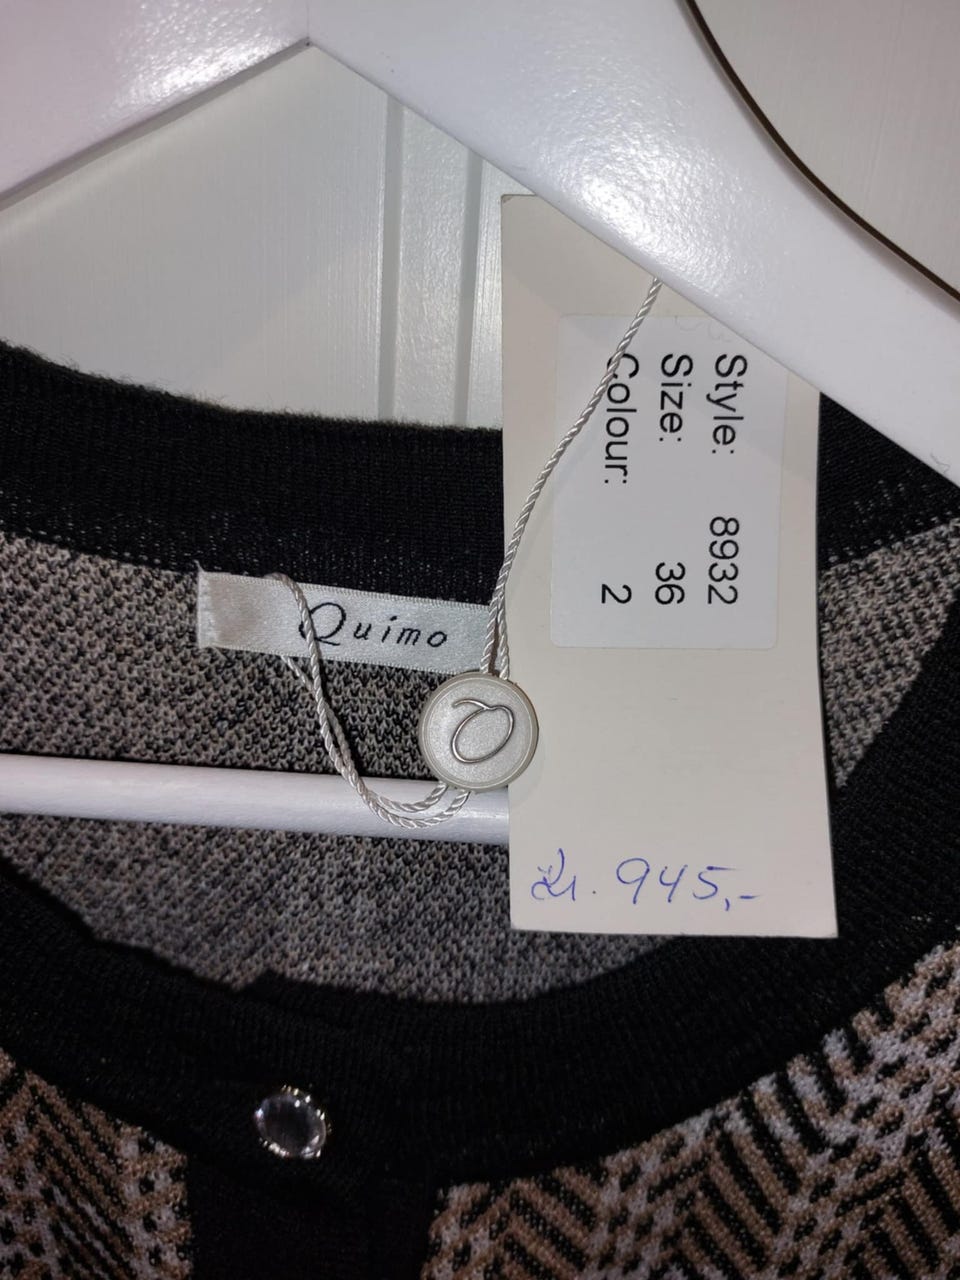 Style: 8932
Size: 36
Colour: 2
Quimo
Q
Kr. 945,-